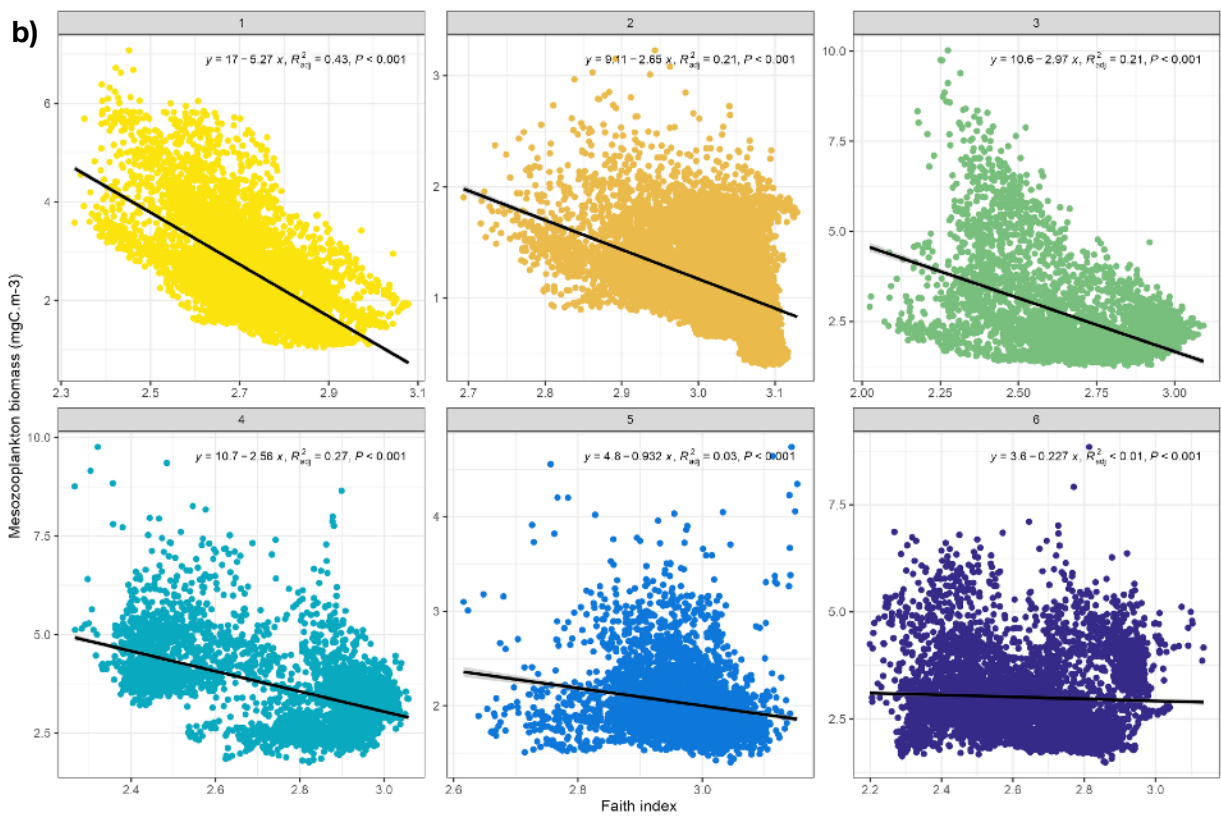 b)
1
2
3
y = 17 − 5.27 x, R²adj = 0.43, P < 0.001
y = 9.11 − 2.65 x, R²adj = 0.21, P < 0.001
y = 10.6 − 2.97 x, R²adj = 0.21, P < 0.001
6
4
2
3
2
1
10.0
7.5
5.0
2.5
2.3 2.5 2.7 2.9 3.1
2.7 2.8 2.9 3.0 3.1
2.00 2.25 2.50 2.75 3.00
4
5
6
y = 10.7 − 2.56 x, R²adj = 0.27, P < 0.001
y = 4.8 − 0.932 x, R²adj = 0.03, P < 0.001
y = 3.6 − 0.227 x, R²adj < 0.01, P < 0.001
10.0
7.5
5.0
2.5
4
3
2
7.5
5.0
2.5
2.4 2.6 2.8 3.0
2.6 2.8 3.0
2.2 2.4 2.6 2.8 3.0
Mesozooplankton biomass (mgC.m-3)
Faith index